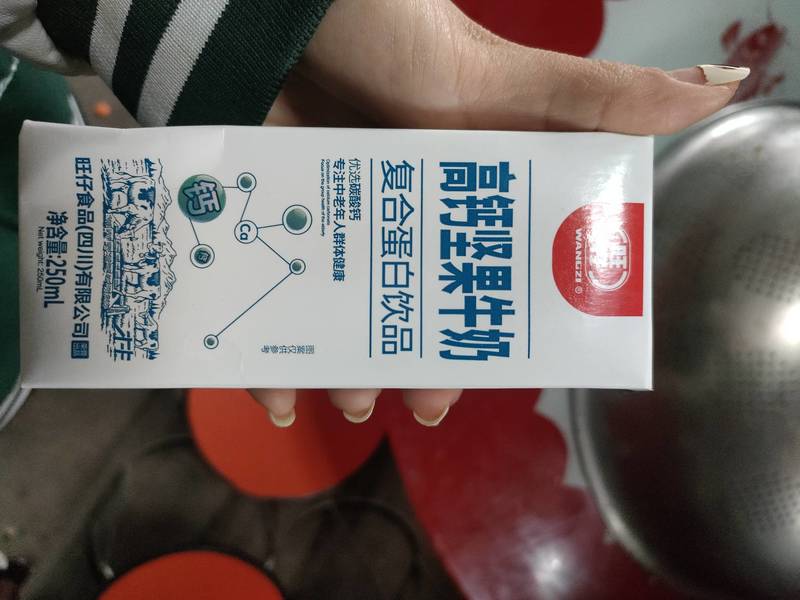 WANGZI®
高钙坚果牛奶
复合蛋白饮品
优选碳酸钙
专注中老年人群体健康
钙
Ca
图案仅供参考
旺仔食品(四川)有限公司
净含量:250mL
Net weight: 250mL